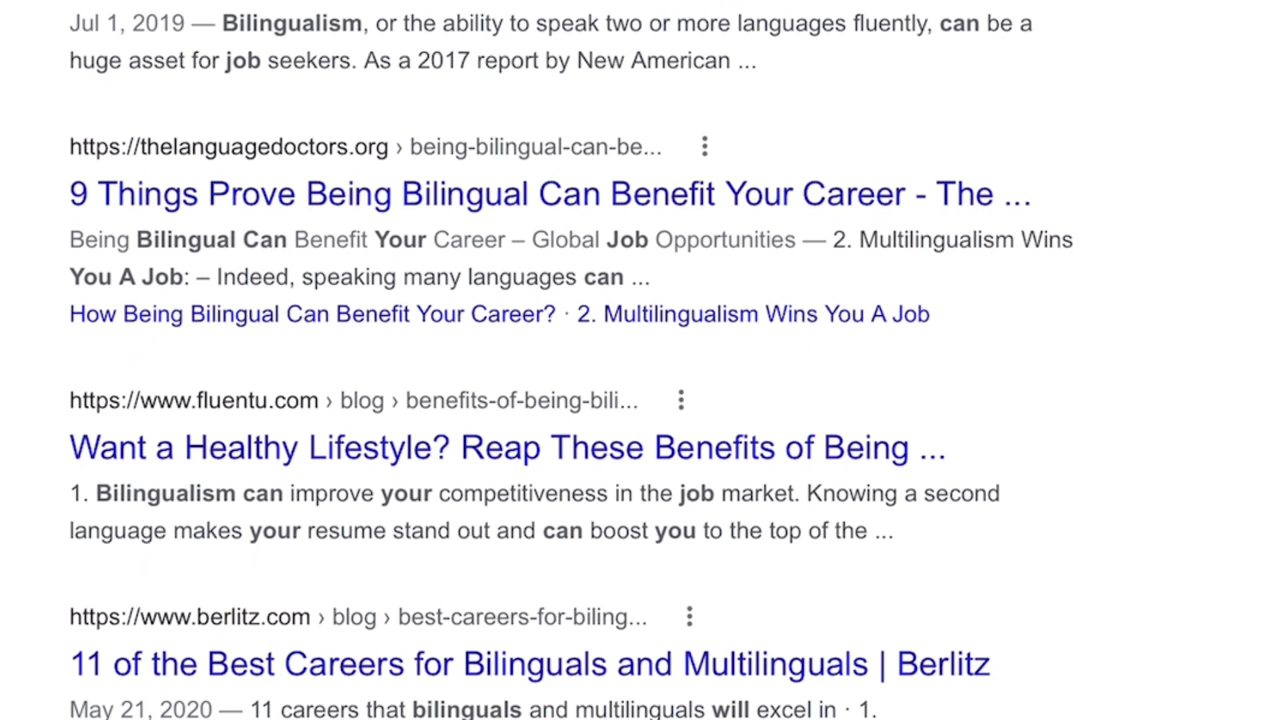 Jul 1, 2019 — Bilingualism, or the ability to speak two or more languages fluently, can be a
huge asset for job seekers. As a 2017 report by New American ...
https://thelanguagedoctors.org › being-bilingual-can-be...
9 Things Prove Being Bilingual Can Benefit Your Career - The ...
Being Bilingual Can Benefit Your Career – Global Job Opportunities — 2. Multilingualism Wins
You A Job: – Indeed, speaking many languages can ...
How Being Bilingual Can Benefit Your Career? · 2. Multilingualism Wins You A Job
https://www.fluentu.com › blog › benefits-of-being-bili...
Want a Healthy Lifestyle? Reap These Benefits of Being ...
1. Bilingualism can improve your competitiveness in the job market. Knowing a second
language makes your resume stand out and can boost you to the top of the ...
https://www.berlitz.com › blog › best-careers-for-biling...
11 of the Best Careers for Bilinguals and Multilinguals | Berlitz
May 21, 2020 — 11 careers that bilinguals and multilinguals will excel in · 1.